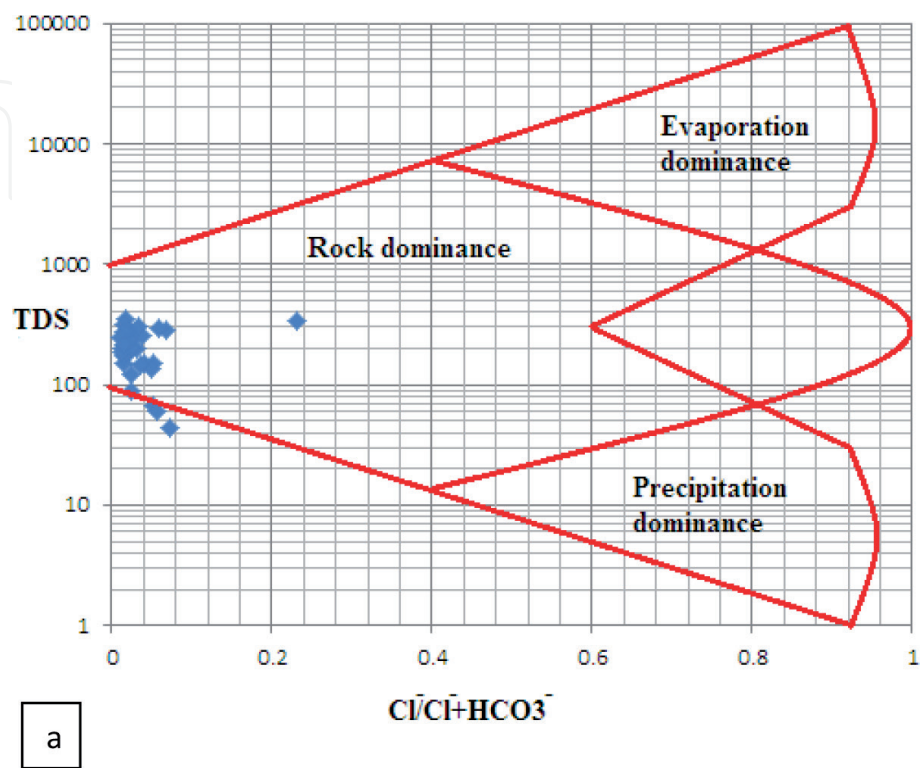 100000
10000
1000
TDS
100
10
1
Evaporation
dominance
Rock dominance
Precipitation
dominance
0 0.2 0.4 0.6 0.8 1
Cl⁻/Cl⁻+HCO3⁻
a